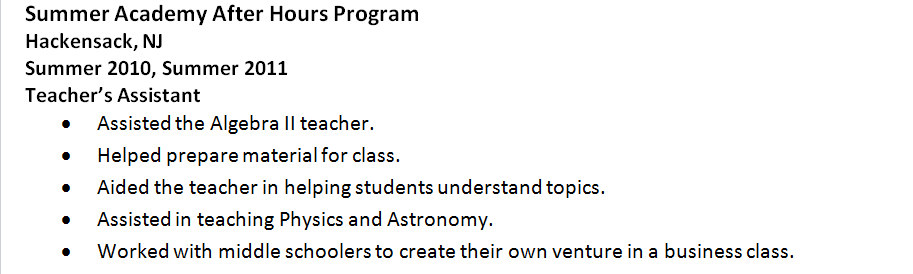 Summer Academy After Hours Program
Hackensack, NJ
Summer 2010, Summer 2011
Teacher’s Assistant
• Assisted the Algebra II teacher.
• Helped prepare material for class.
• Aided the teacher in helping students understand topics.
• Assisted in teaching Physics and Astronomy.
• Worked with middle schoolers to create their own venture in a business class.